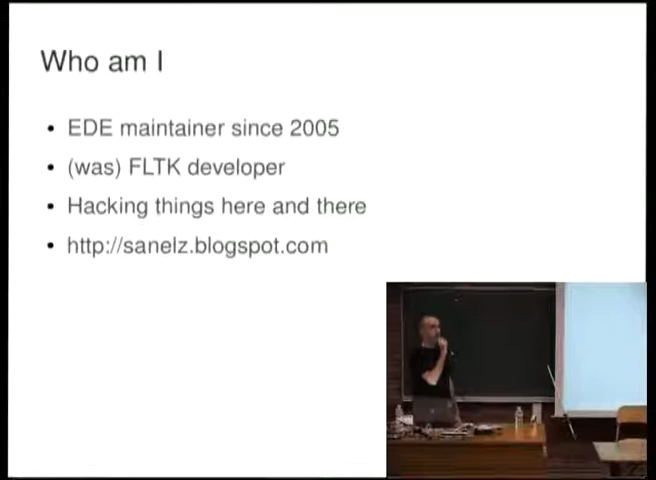 Who am I
• EDE maintainer since 2005
• (was) FLTK developer
• Hacking things here and there
• http://sanelz.blogspot.com